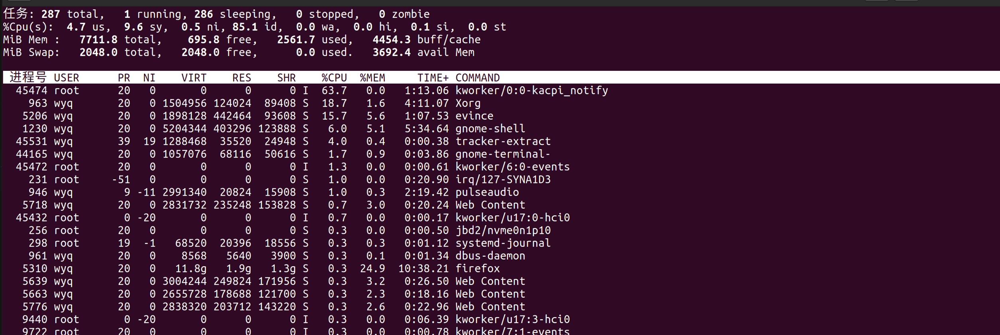 任务: 287 total,   1 running, 286 sleeping,   0 stopped,   0 zombie
%Cpu(s):  4.7 us,  9.6 sy,  0.5 ni, 85.1 id,  0.0 wa,  0.0 hi,  0.1 si,  0.0 st
MiB Mem :   7711.8 total,    695.8 free,   2561.7 used,   4454.3 buff/cache
MiB Swap:   2048.0 total,   2048.0 free,      0.0 used.   3692.4 avail Mem
进程号 USER      PR  NI    VIRT    RES    SHR    %CPU  %MEM     TIME+ COMMAND
45474 root      20   0       0      0      0 I  63.7   0.0   1:13.06 kworker/0:0-kacpi_notify
963 wyq       20   0 1504956 124024  89408 S  18.7   1.6   4:11.07 Xorg
5206 wyq       20   0 1898128 442464  93608 S  15.7   5.6   1:07.53 evince
1230 wyq       20   0 5204344 403296 123888 S   6.0   5.1   5:34.64 gnome-shell
45531 wyq       39  19 1288468  35520  24948 S   4.0   0.4   0:00.38 tracker-extract
44165 wyq       20   0 1057076  68116  50616 S   1.7   0.9   0:03.86 gnome-terminal-
45472 root      20   0       0      0      0 I   1.3   0.0   0:00.61 kworker/6:0-events
231 root     -51   0       0      0      0 S   1.0   0.0   0:20.90 irq/127-SYNA1D3
946 wyq        9 -11 2991340  20824  15908 S   1.0   0.3   2:19.42 pulseaudio
5718 wyq       20   0 2831732 235248 153828 S   0.7   3.0   0:20.24 Web Content
45432 root       0 -20       0      0      0 I   0.7   0.0   0:00.17 kworker/u17:0-hci0
256 root      20   0       0      0      0 S   0.3   0.0   0:00.50 jbd2/nvme0n1p10
298 root      19  -1   68520  20396  18556 S   0.3   0.3   0:01.12 systemd-journal
961 wyq       20   0    8568   5640   3900 S   0.3   0.1   0:01.34 dbus-daemon
5310 wyq       20   0   11.8g   1.9g   1.3g S   0.3  24.9  10:38.21 firefox
5639 wyq       20   0 3004244 249824 171956 S   0.3   3.2   0:26.50 Web Content
5663 wyq       20   0 2655728 178688 121700 S   0.3   2.3   0:18.16 Web Content
5776 wyq       20   0 2838320 203712 143220 S   0.3   2.6   0:22.96 Web Content
9440 root       0 -20       0      0      0 I   0.3   0.0   0:06.39 kworker/u17:3-hci0
9722 root      20   0       0      0      0 I   0.3   0.0   0:00.78 kworker/7:1-events